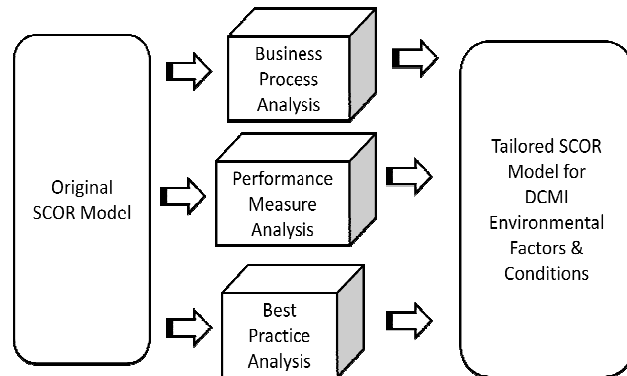 Original
SCOR Model
Business
Process
Analysis
Performance
Measure
Analysis
Best
Practice
Analysis
Tailored SCOR
Model for
DCMI
Environmental
Factors &
Conditions